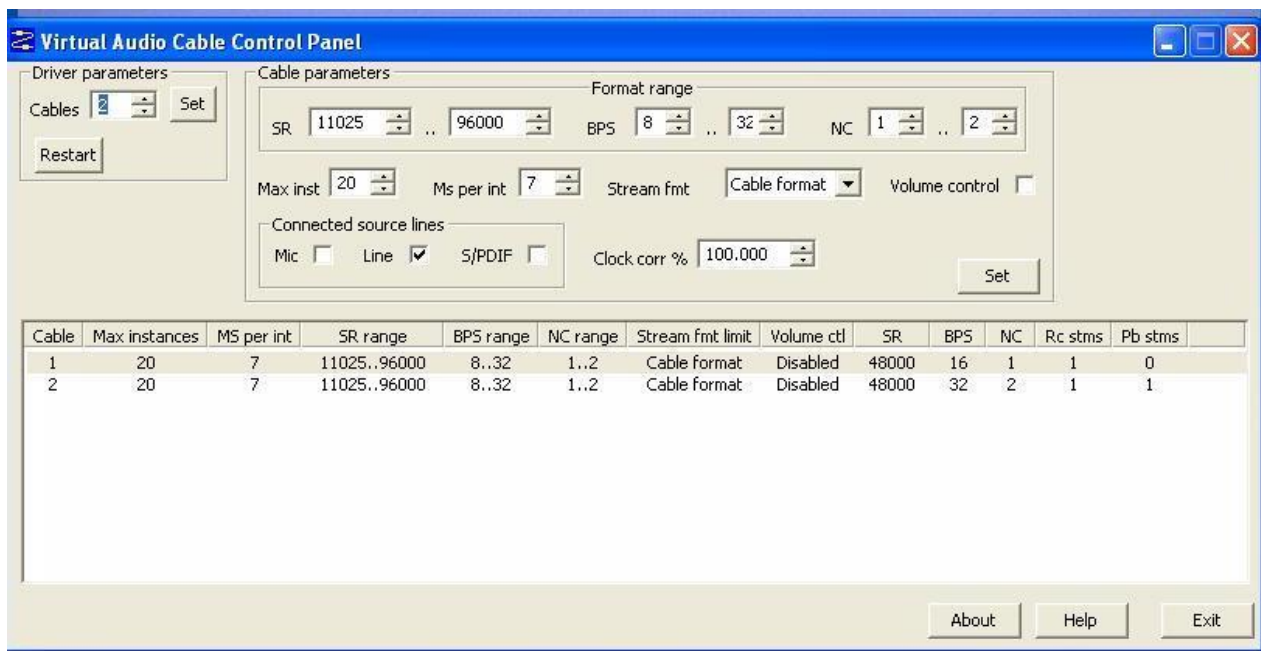 Virtual Audio Cable Control Panel
Driver parameters
Cables 2 Set
Restart
Cable parameters
Format range
SR 11025 .. 96000 BPS 8 .. 32 NC 1 .. 2
Max inst 20 Ms per int 7 Stream fmt Cable format Volume control
Connected source lines
Mic Line S/PDIF Clock corr % 100.000
Set
Cable Max instances MS per int SR range BPS range NC range Stream fmt limit Volume ctl SR BPS NC Rc stms Pb stms
1 20 7 11025..96000 8..32 1..2 Cable format Disabled 48000 16 1 1 0
2 20 7 11025..96000 8..32 1..2 Cable format Disabled 48000 32 2 1 1
About Help Exit